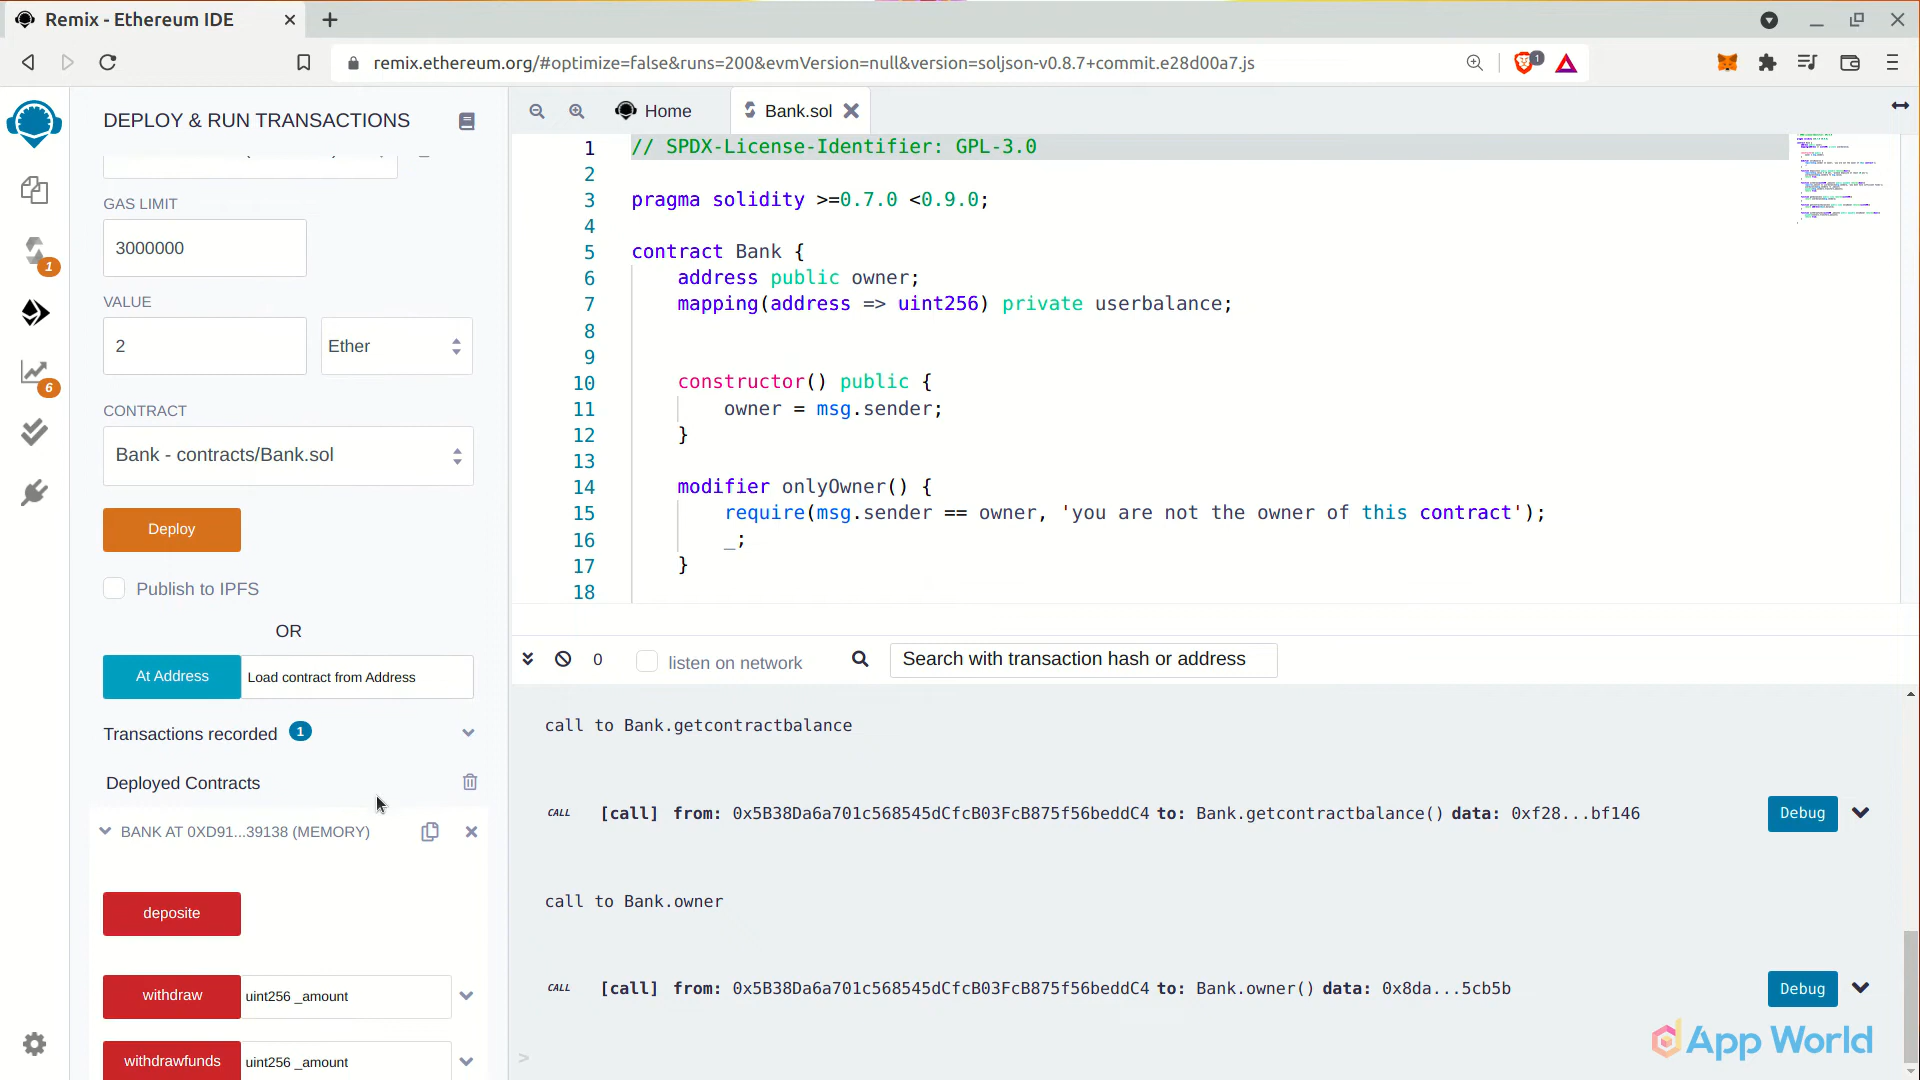 Remix - Ethereum IDE
remix.ethereum.org/#optimize=false&runs=200&evmVersion=null&version=soljson-v0.8.7+commit.e28d00a7.js
1
DEPLOY & RUN TRANSACTIONS
GAS LIMIT
3000000
VALUE
2
Ether
CONTRACT
Bank - contracts/Bank.sol
Deploy
Publish to IPFS
OR
At Address
Load contract from Address
Transactions recorded 1
Deployed Contracts
BANK AT 0XD91...39138 (MEMORY)
deposite
withdraw
uint256 _amount
withdrawfunds
uint256 _amount
1
6
Home
Bank.sol
1 // SPDX-License-Identifier: GPL-3.0
2
3 pragma solidity >=0.7.0 <0.9.0;
4
5 contract Bank {
6 address public owner;
7 mapping(address => uint256) private userbalance;
8
9
10 constructor() public {
11 owner = msg.sender;
12 }
13
14 modifier onlyOwner() {
15 require(msg.sender == owner, 'you are not the owner of this contract');
16 _;
17 }
18
0
listen on network
Search with transaction hash or address
call to Bank.getcontractbalance
CALL [call] from: 0x5B38Da6a701c568545dCfcB03FcB875f56beddC4 to: Bank.getcontractbalance() data: 0xf28...bf146
Debug
call to Bank.owner
CALL [call] from: 0x5B38Da6a701c568545dCfcB03FcB875f56beddC4 to: Bank.owner() data: 0x8da...5cb5b
Debug
>
App World